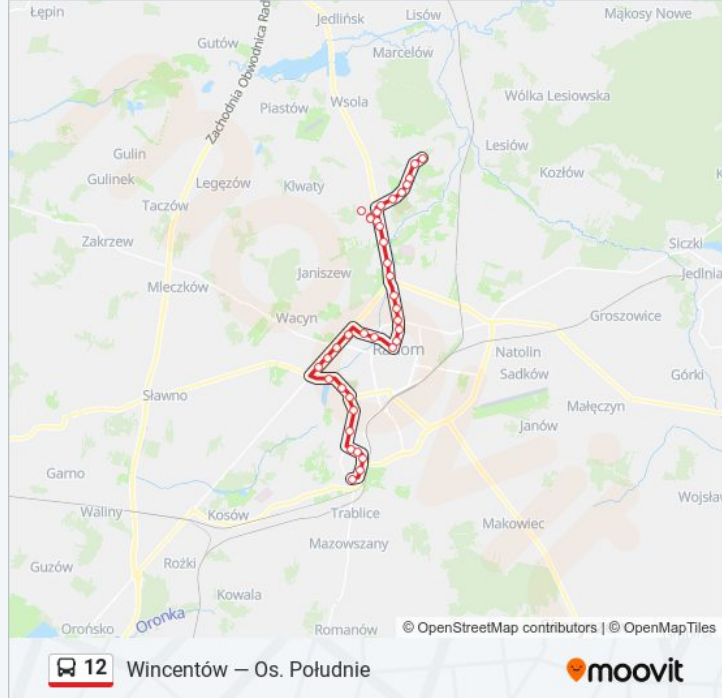 Łępin
Jedlińsk
Lisów
Mąkosy Nowe
Gutów
Marcelów
Zachodnia Obwodnica Rad
Piastów
Wsola
Wólka Lesiowska
Gulin
Lesiów
Gulinek
Legęzów
Klwaty
Kozłów
K
Taczów
Zakrzew
Siczki
Janiszew
Jedlnia
Mleczków
Wacyn
Groszowice
Radom
Natolin
Sadków
Górki
Sławno
Małęczyn
Janów
Garno
Wojsław
Waliny
Kosów
Trablice
Makowiec
Mazowszany
Guzów
Rożki
Kowala
Orońsko
Oronka
Romanów
© OpenStreetMap contributors | © OpenMapTiles
12 Wincentów — Os. Południe
moovit